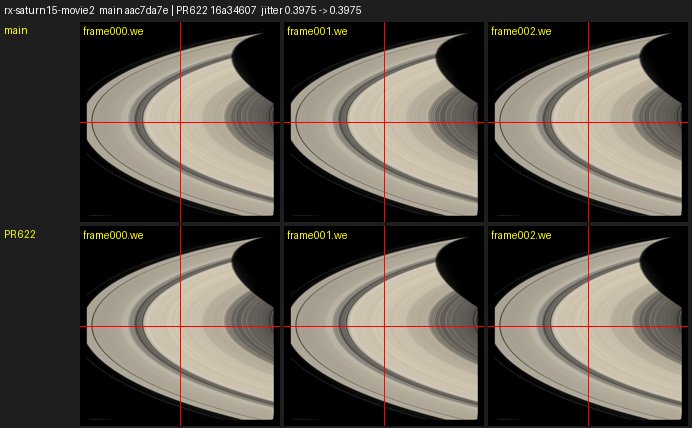 rx-saturn15-movie2 main aac7da7e | PR622 16a34607 jitter 0.3975 -> 0.3975
main
frame000.we frame001.we frame002.we
PR622
frame000.we frame001.we frame002.we